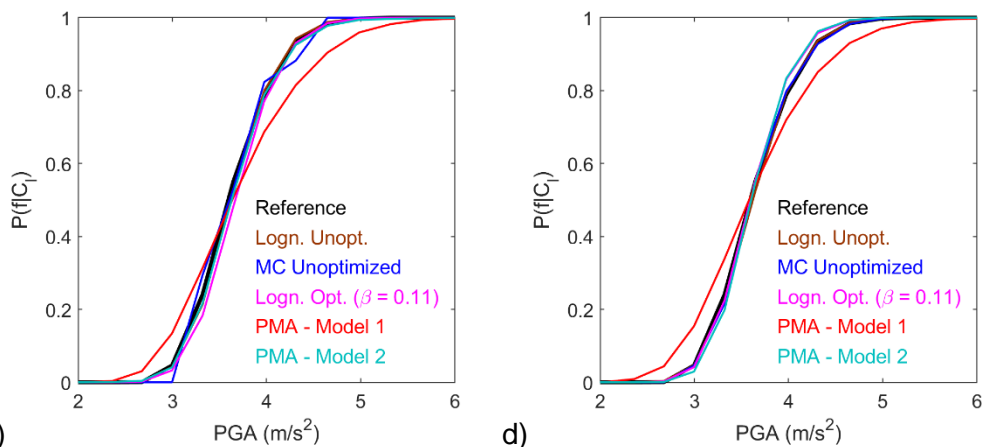 1
0.8
0.6
0.4
0.2
0
P(f|C_l)
Reference
Logn. Unopt.
MC Unoptimized
Logn. Opt. (β = 0.11)
PMA - Model 1
PMA - Model 2
2 3 4 5 6
PGA (m/s²)
)
1
0.8
0.6
0.4
0.2
0
P(f|C_l)
Reference
Logn. Unopt.
MC Unoptimized
Logn. Opt. (β = 0.11)
PMA - Model 1
PMA - Model 2
2 3 4 5 6
PGA (m/s²)
d)